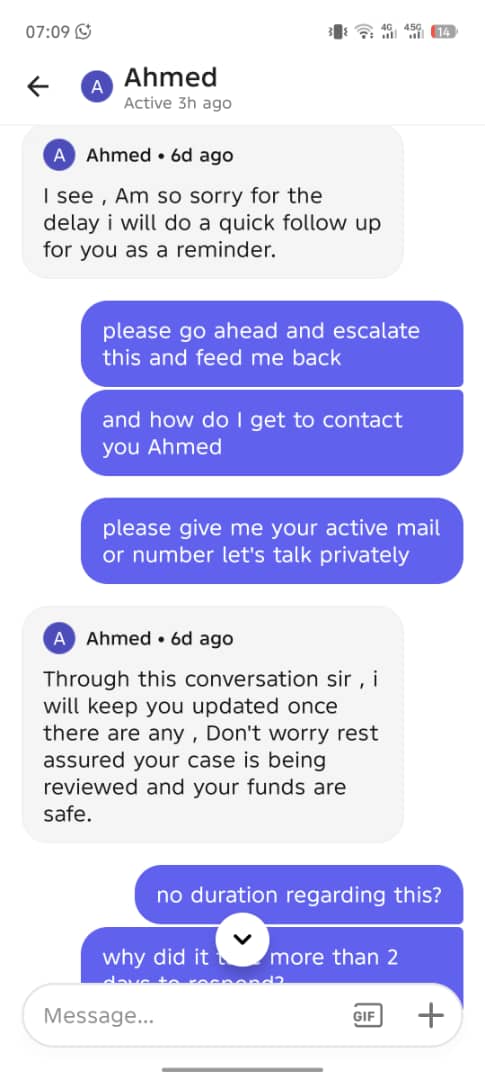 07:09
4G 4.5G 14
A Ahmed
Active 3h ago
A Ahmed • 6d ago
I see , Am so sorry for the
delay i will do a quick follow up
for you as a reminder.
please go ahead and escalate
this and feed me back
and how do I get to contact
you Ahmed
please give me your active mail
or number let's talk privately
A Ahmed • 6d ago
Through this conversation sir , i
will keep you updated once
there are any , Don't worry rest
assured your case is being
reviewed and your funds are
safe.
no duration regarding this?
why did it more than 2
days to respond?
Message...
GIF